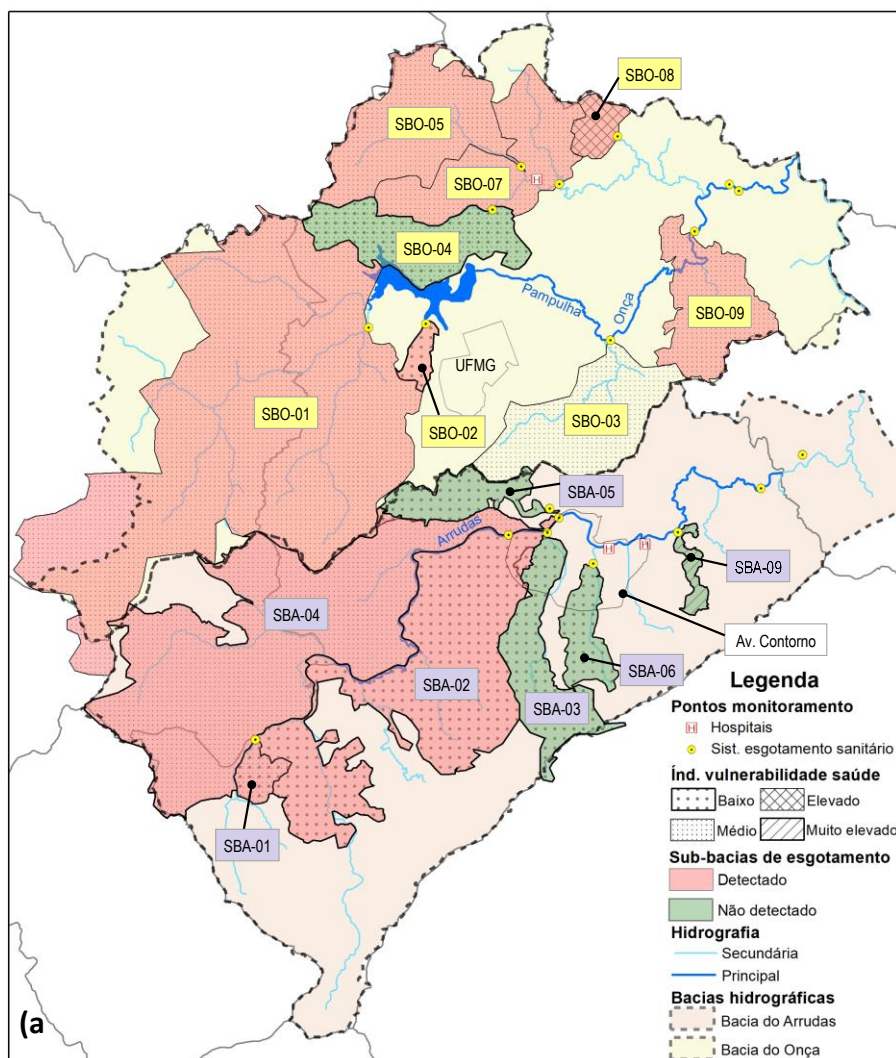 SBO-08
SBO-05
SBO-07
SBO-04
Pampulha
Onça
SBO-09
UFMG
SBO-01
SBO-02
SBO-03
SBA-05
Arrudas
SBA-09
SBA-04
Av. Contorno
SBA-02
SBA-06
SBA-03
SBA-01
H
H
H
Legenda
Pontos monitoramento
H Hospitais
Sist. esgotamento sanitário
Índ. vulnerabilidade saúde
Baixo Elevado
Médio Muito elevado
Sub-bacias de esgotamento
Detectado
Não detectado
Hidrografia
Secundária
Principal
Bacias hidrográficas
Bacia do Arrudas
Bacia do Onça
(a